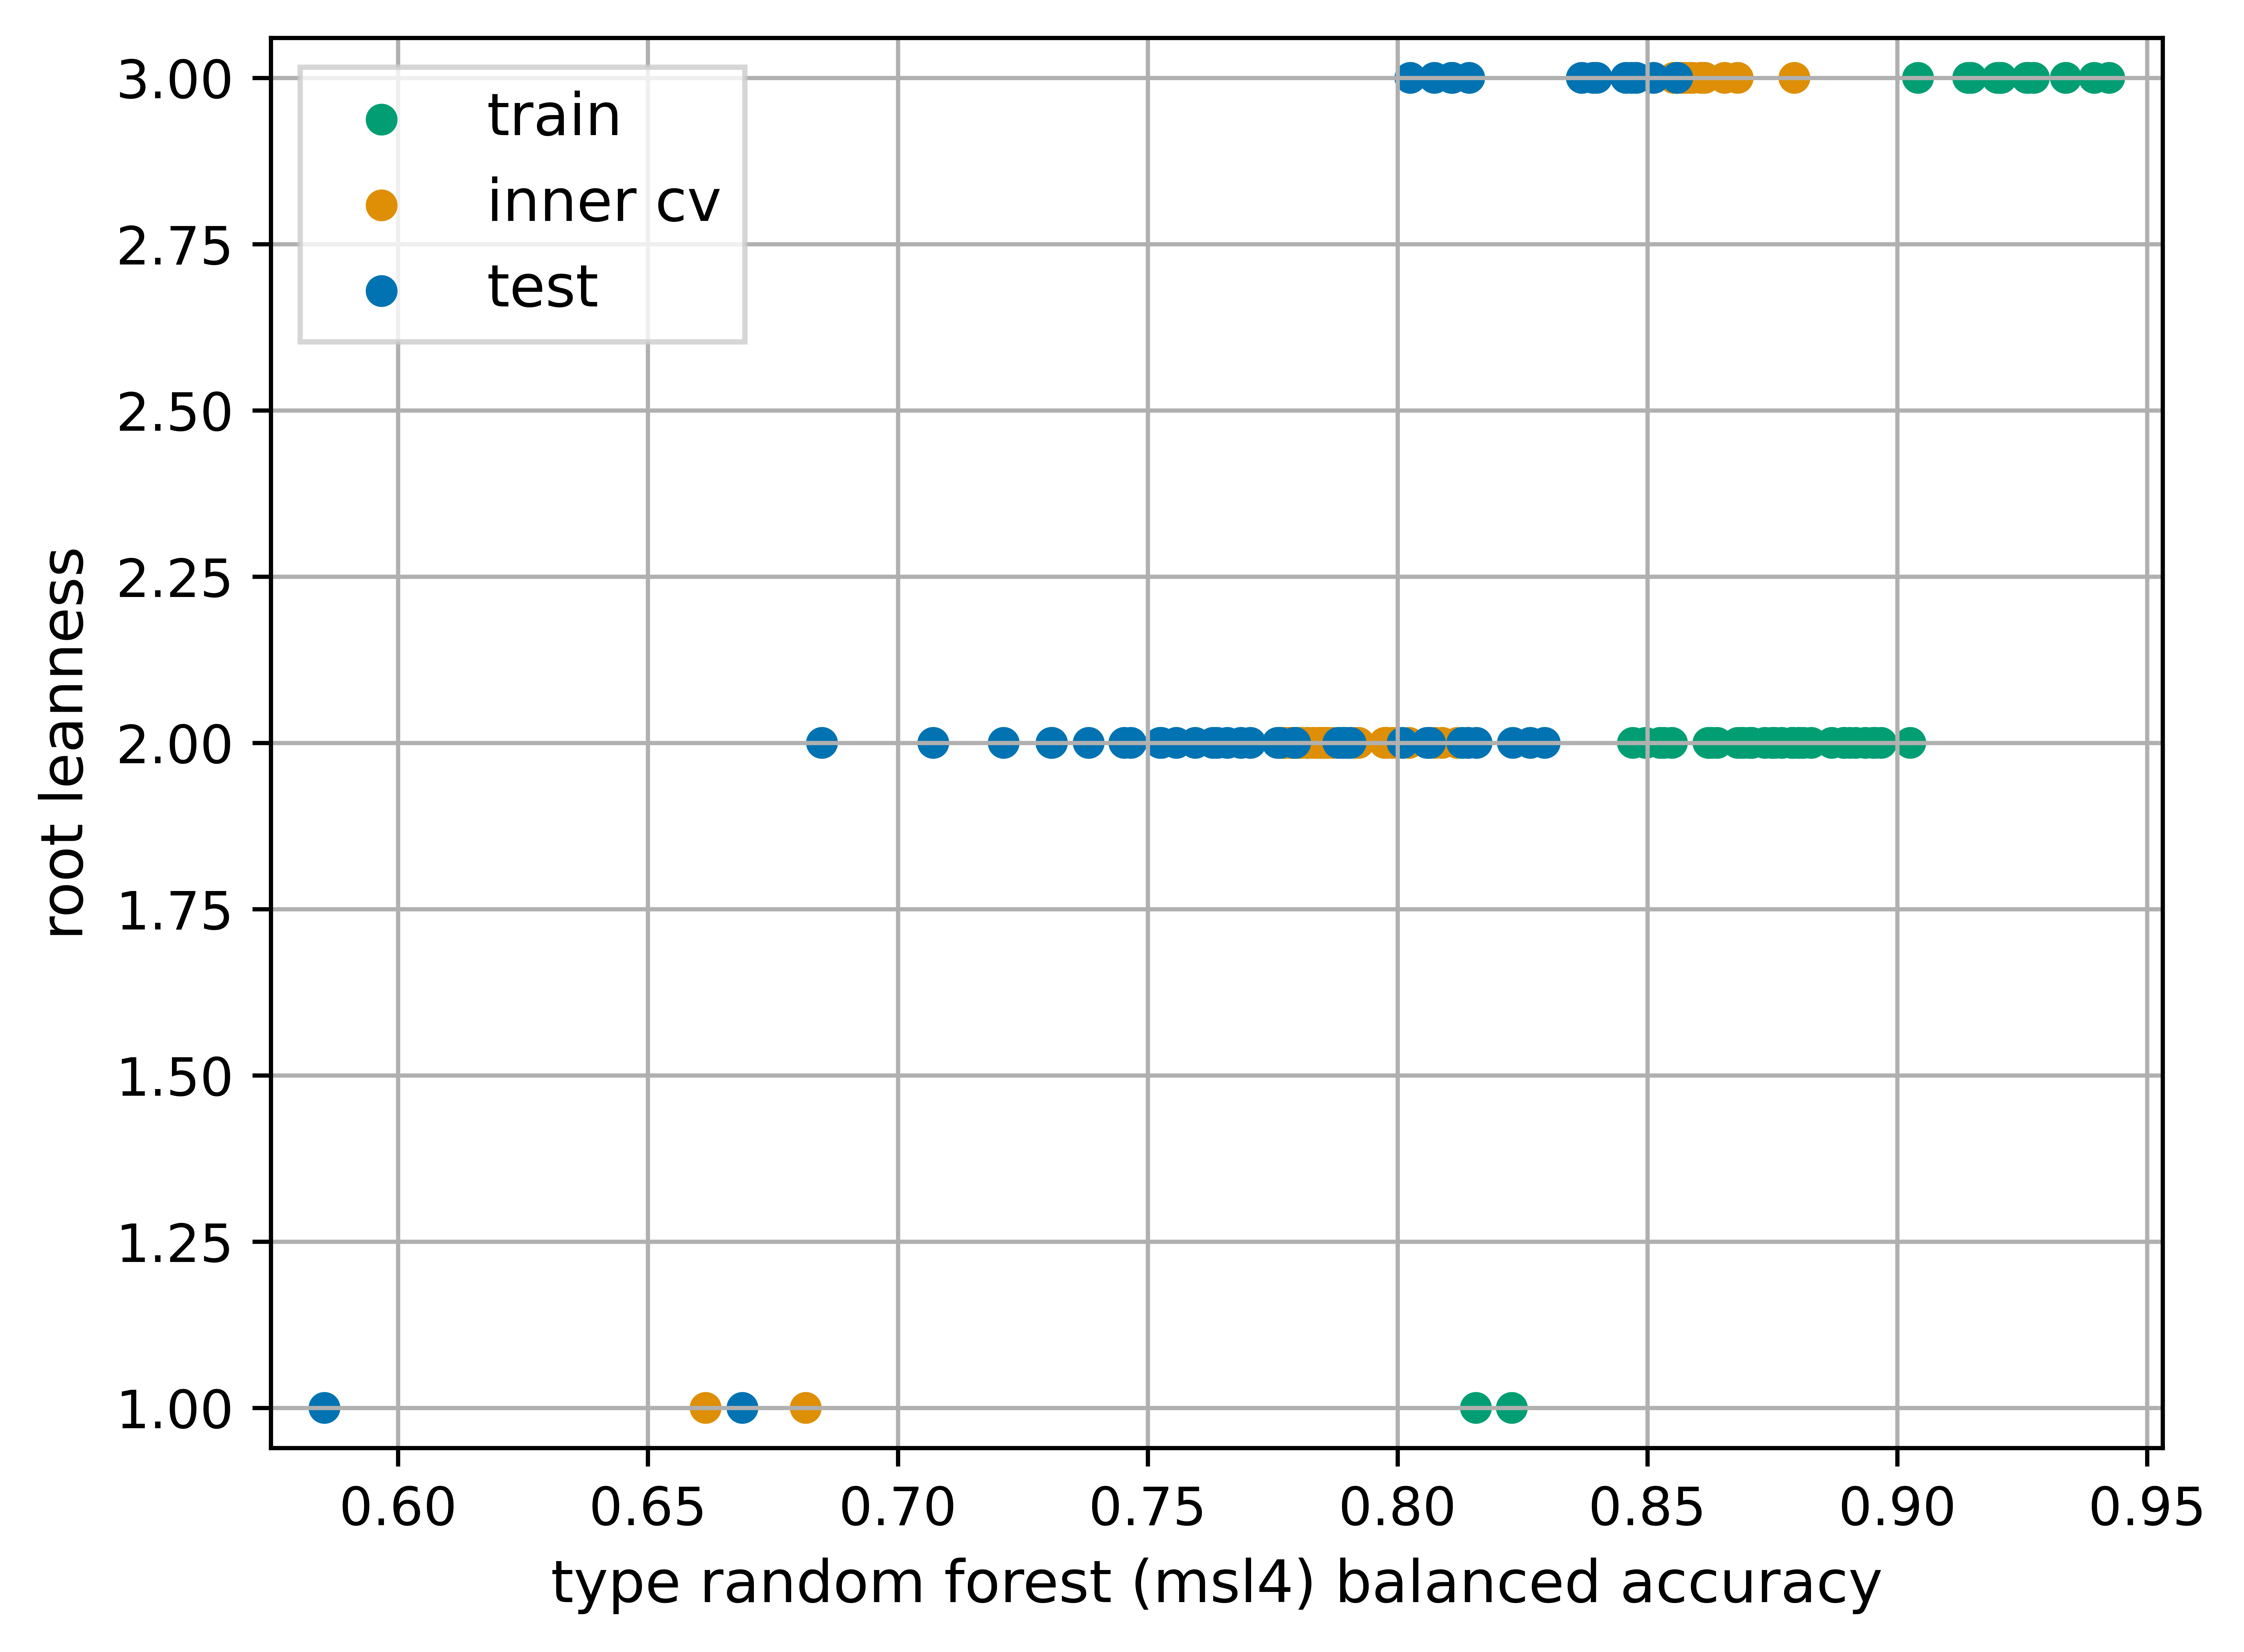 train
inner cv
test
3.00
2.75
2.50
2.25
2.00
1.75
1.50
1.25
1.00
root leanness
0.60 0.65 0.70 0.75 0.80 0.85 0.90 0.95
type random forest (msl4) balanced accuracy